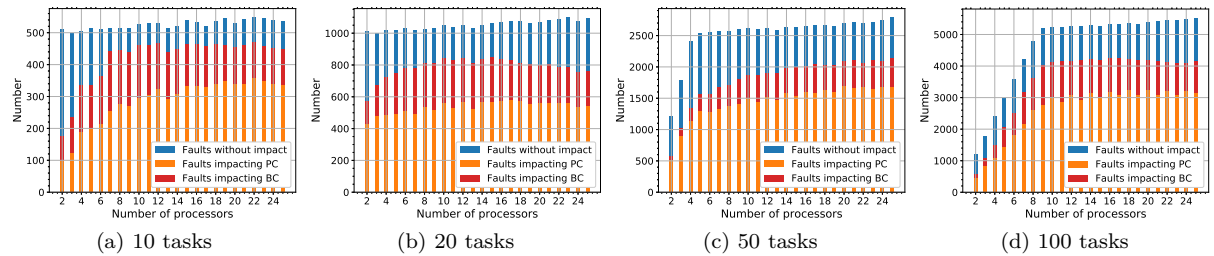 Number
500
400
300
200
100
0
Faults without impact
Faults impacting PC
Faults impacting BC
2 4 6 8 10 12 14 16 18 20 22 24
Number of processors
(a) 10 tasks
Number
1000
800
600
400
200
0
Faults without impact
Faults impacting PC
Faults impacting BC
2 4 6 8 10 12 14 16 18 20 22 24
Number of processors
(b) 20 tasks
Number
2500
2000
1500
1000
500
0
Faults without impact
Faults impacting PC
Faults impacting BC
2 4 6 8 10 12 14 16 18 20 22 24
Number of processors
(c) 50 tasks
Number
5000
4000
3000
2000
1000
0
Faults without impact
Faults impacting PC
Faults impacting BC
2 4 6 8 10 12 14 16 18 20 22 24
Number of processors
(d) 100 tasks